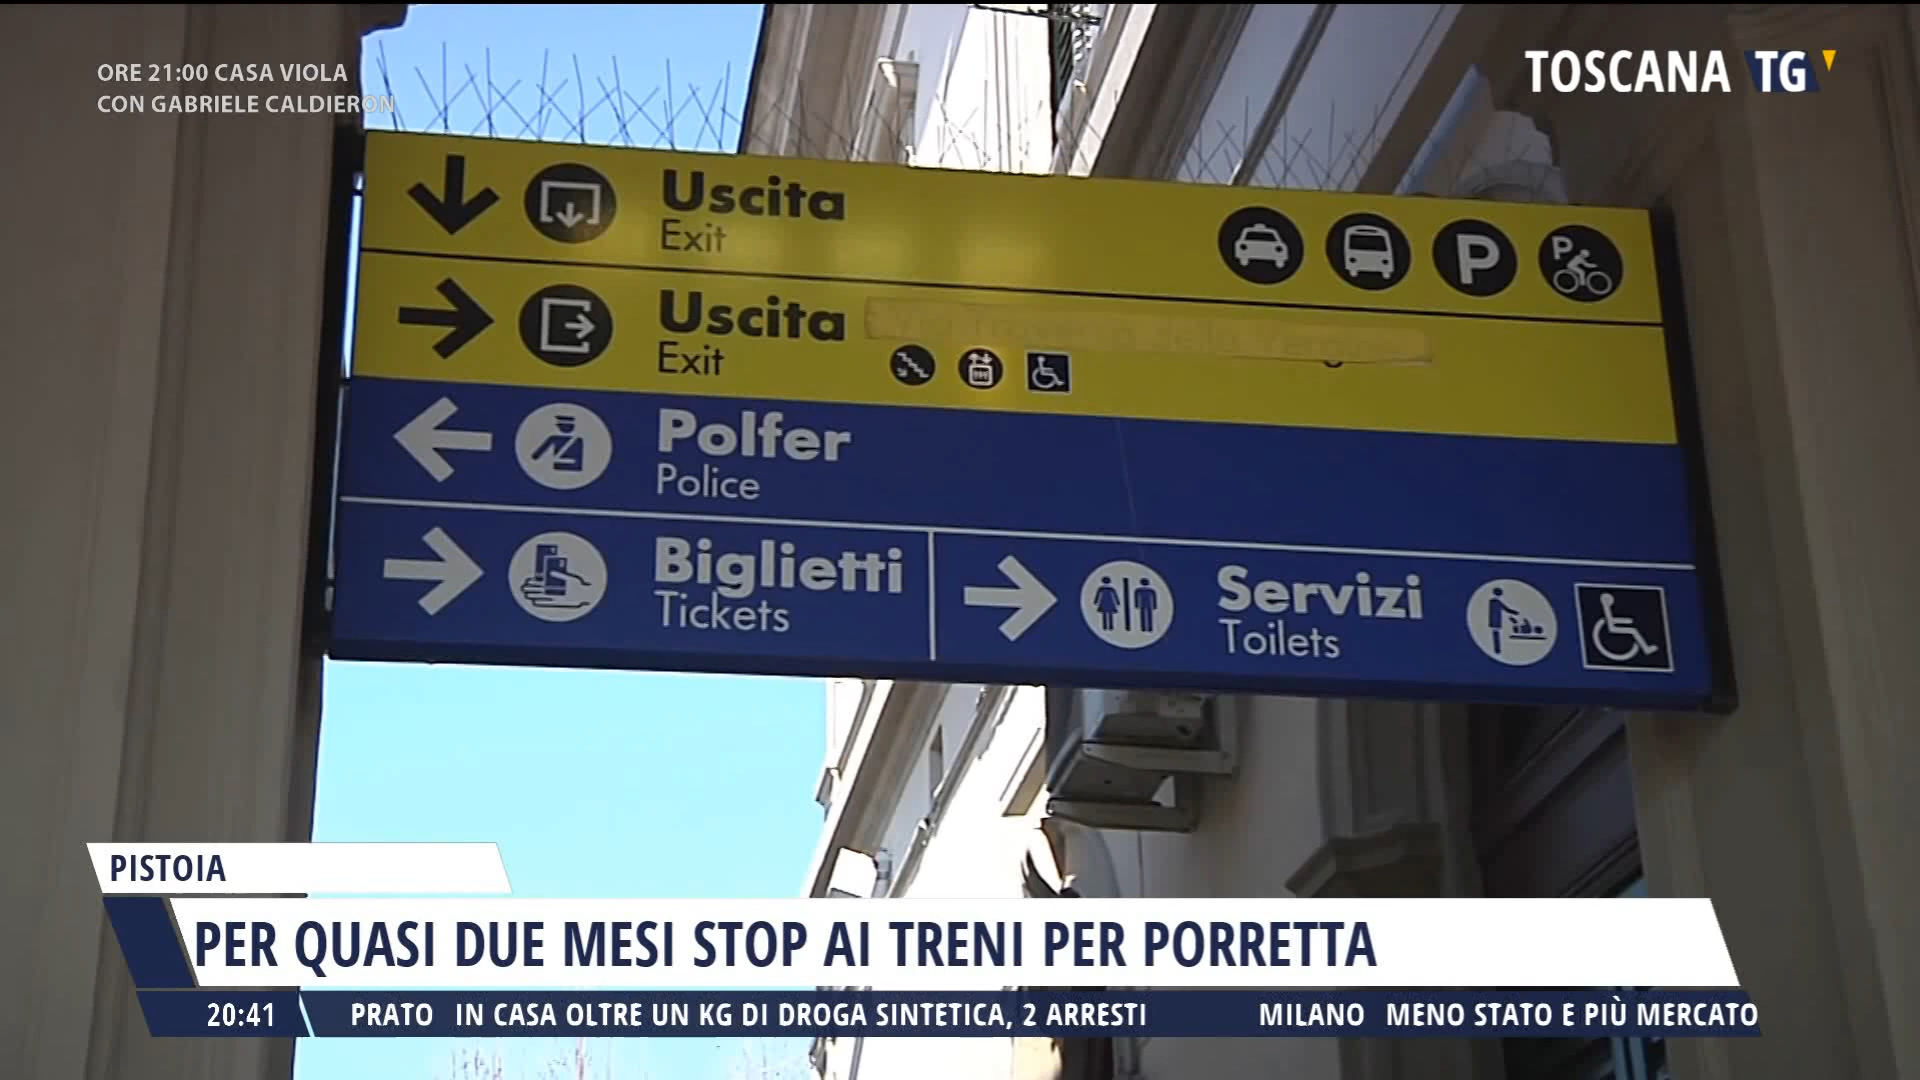 ORE 21:00 CASA VIOLA
CON GABRIELE CALDIERON
TOSCANA TG
Uscita
Exit
P
P
Uscita
Exit
Polfer
Police
Biglietti
Tickets
Servizi
Toilets
PISTOIA
PER QUASI DUE MESI STOP AI TRENI PER PORRETTA
20:41 PRATO IN CASA OLTRE UN KG DI DROGA SINTETICA, 2 ARRESTI MILANO MENO STATO E PIÙ MERCATO